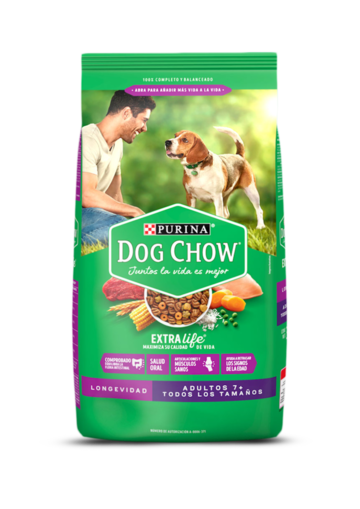 100% COMPLETO Y BALANCEADO
• ABRA PARA AÑADIR MÁS VIDA A LA VIDA •
PURINA
DOG CHOW®
Juntos la vida es mejor
EXTRA life®
MAXIMIZA SU CALIDAD DE VIDA
SALUD
ORAL
ARTICULACIONES Y
MÚSCULOS
SANOS
AYUDA A RETRASAR
LOS SIGNOS
DE LA EDAD
LONGEVIDAD
ADULTOS 7+
TODOS LOS TAMAÑOS